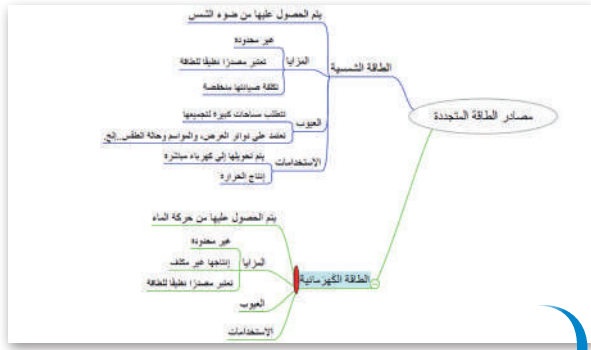 مصادر الطاقة المتجددة
الطاقة الشمسية
يتم الحصول عليها من ضوء الشمس
المزايا
غير محدودة
تعتبر مصدرًا نظيفًا للطاقة
تكلفة صيانتها منخفضة
العيوب
تتطلب مساحات كبيرة لتجميعها
تعتمد على دوائر العرض، والمواسم وحالة الطقس...إلخ.
الاستخدامات
يتم تحويلها إلى كهرباء مباشرة
إنتاج الحرارة
الطاقة الكهرمائية
يتم الحصول عليها من حركة الماء
المزايا
غير محدودة
إنتاجها غير مكلف
تعتبر مصدرًا نظيفًا للطاقة
العيوب
الاستخدامات